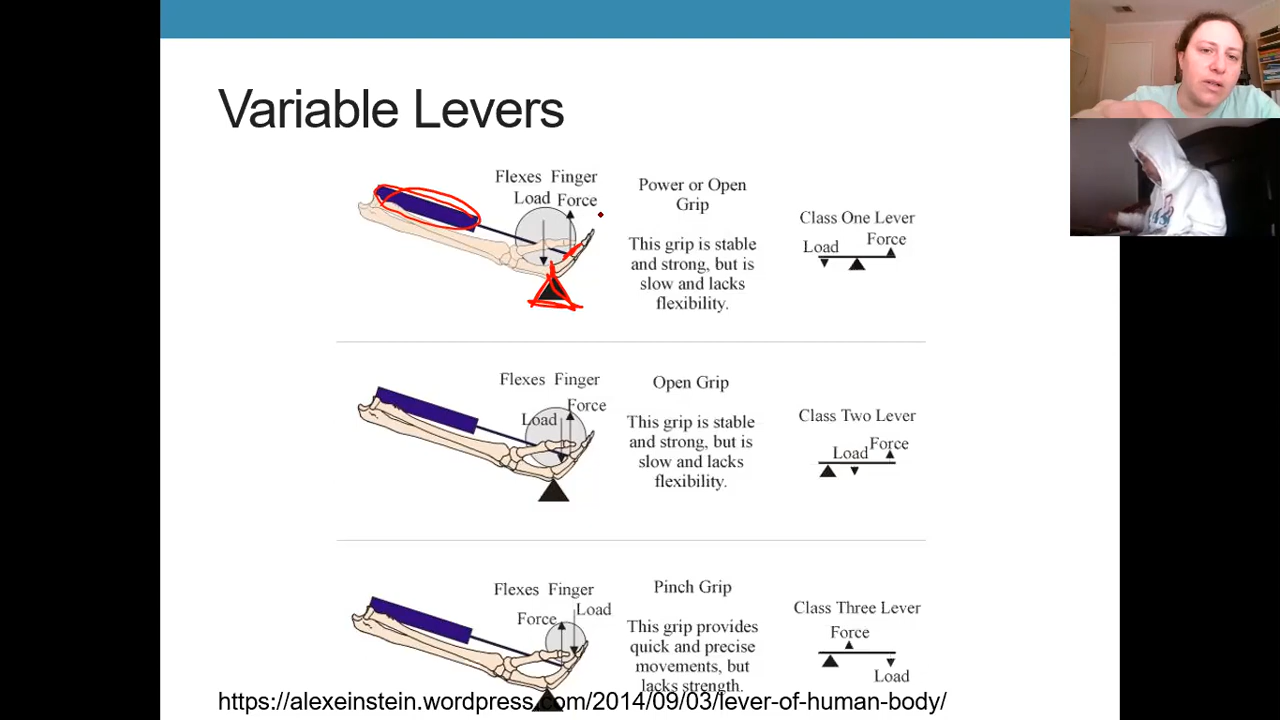 Variable Levers
Flexes Finger
Load Force
Power or Open
Grip
This grip is stable
and strong, but is
slow and lacks
flexibility.
Class One Lever
Load
Force
Flexes Finger
Force
Load
Open Grip
This grip is stable
and strong, but is
slow and lacks
flexibility.
Class Two Lever
Force
Load
Flexes Finger
Load
Force
Pinch Grip
This grip provides
quick and precise
movements, but
lacks strength.
Class Three Lever
Force
Load
https://alexeinstein.wordpress.com/2014/09/03/lever-of-human-body/